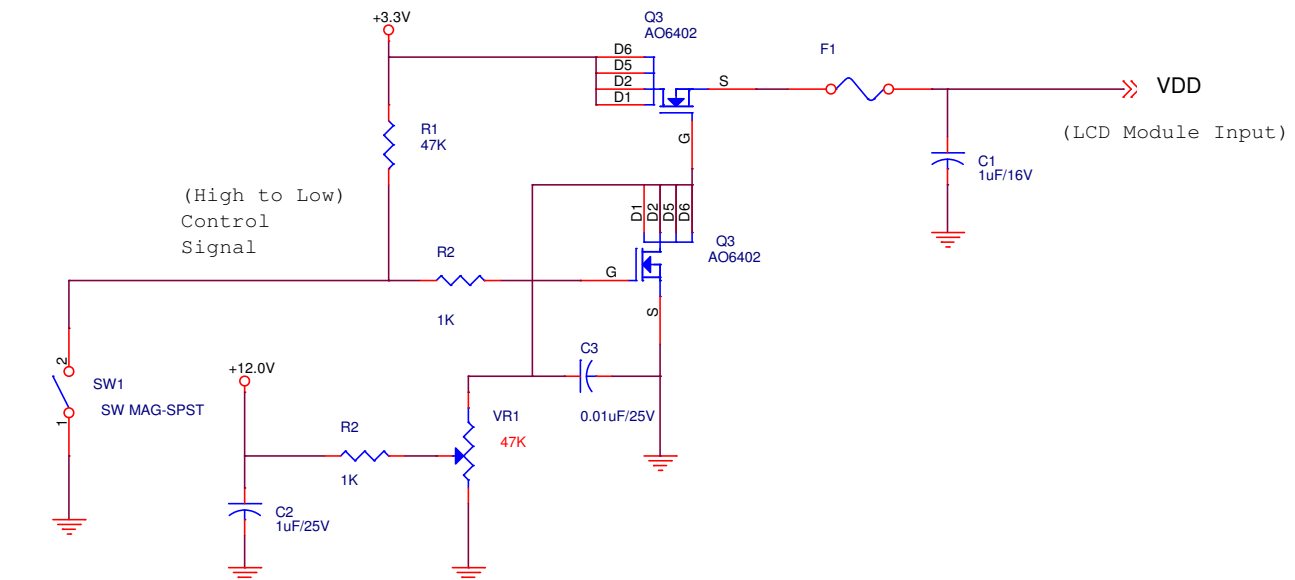 +3.3V
Q3
AO6402
D6
D5
D2
D1
S
G
F1
VDD
(LCD Module Input)
R1
47K
C1
1uF/16V
(High to Low)
Control
Signal
D1
D2
D5
D6
Q3
AO6402
R2
1K
G
S
2
1
SW1
SW MAG-SPST
+12.0V
C3
0.01uF/25V
R2
1K
VR1
47K
C2
1uF/25V